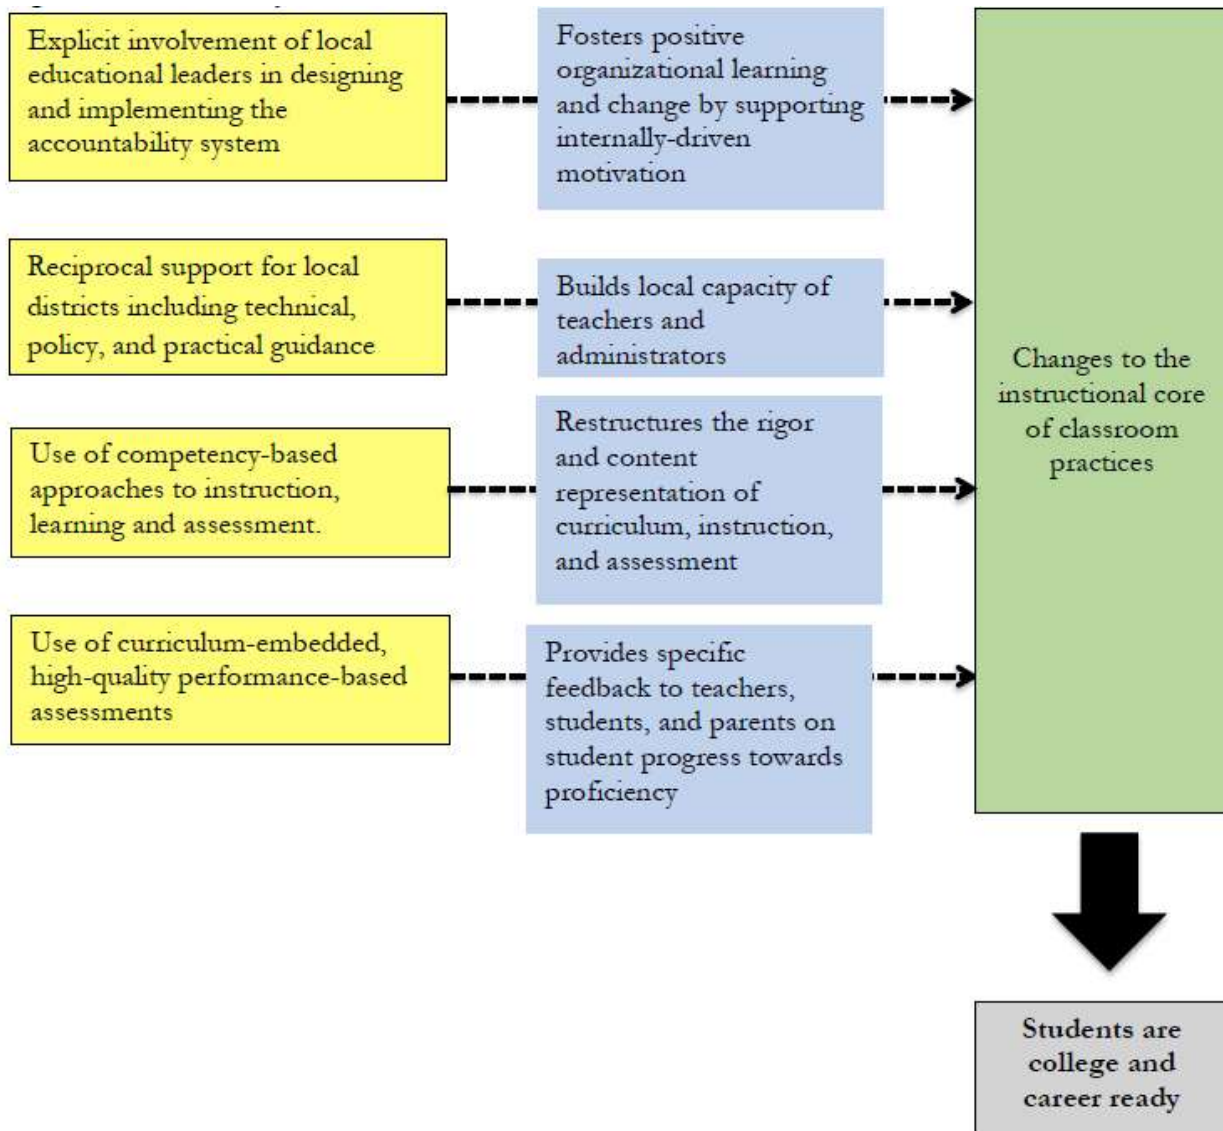 Explicit involvement of local
educational leaders in designing
and implementing the
accountability system
Fosters positive
organizational learning
and change by supporting
internally-driven
motivation
Reciprocal support for local
districts including technical,
policy, and practical guidance
Builds local capacity of
teachers and
administrators
Use of competency-based
approaches to instruction,
learning and assessment.
Restructures the rigor
and content
representation of
curriculum, instruction,
and assessment
Use of curriculum-embedded,
high-quality performance-based
assessments
Provides specific
feedback to teachers,
students, and parents on
student progress towards
proficiency
Changes to the
instructional core
of classroom
practices
Students are
college and
career ready